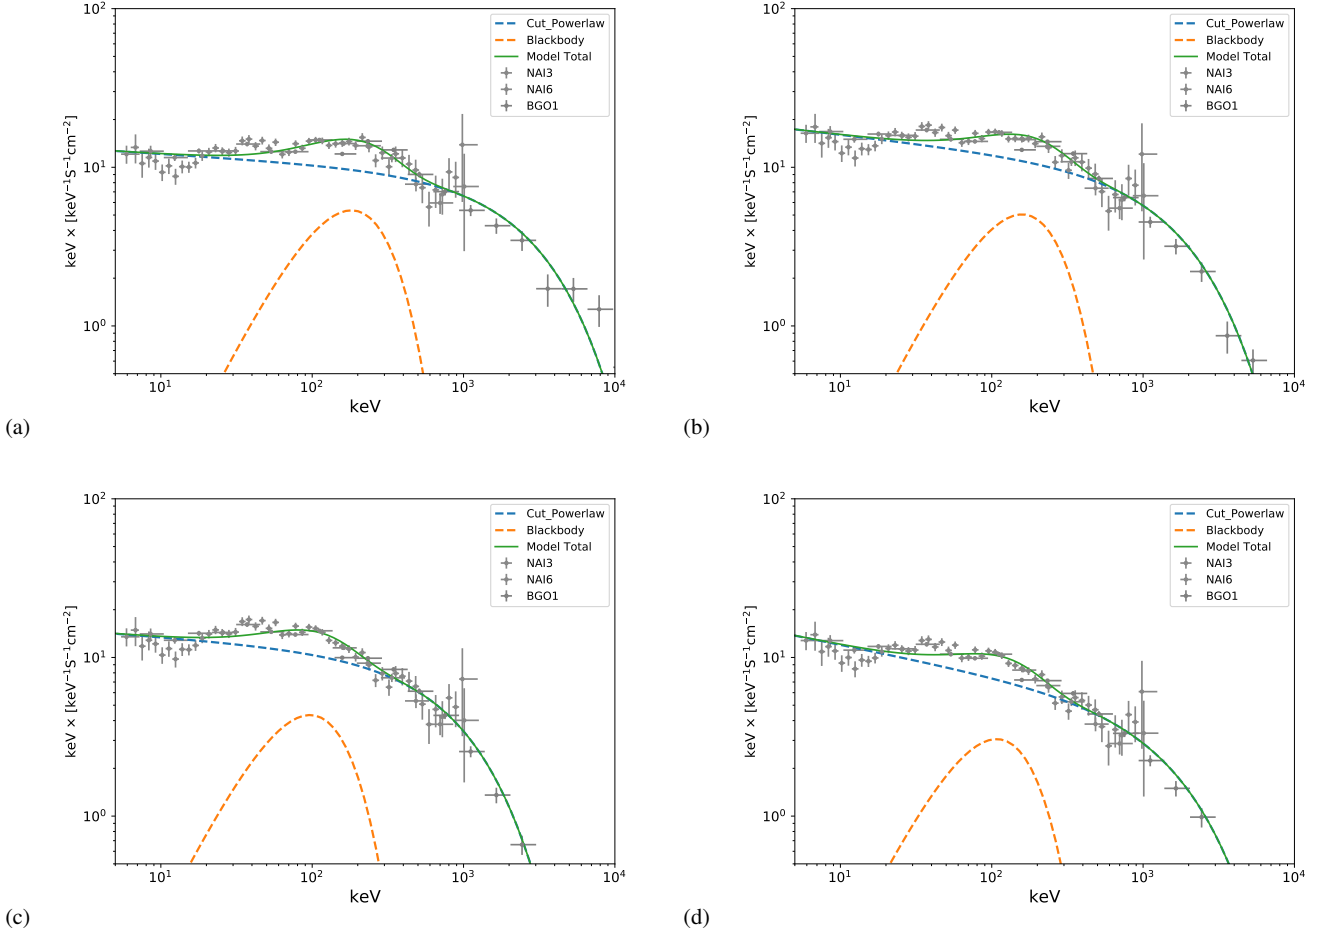 10²
10¹
10⁰
keV × [keV⁻¹S⁻¹cm⁻²]
Cut_Powerlaw
Blackbody
Model Total
NAI3
NAI6
BGO1
10¹ 10² 10³ 10⁴
keV
(a)
10²
10¹
10⁰
keV × [keV⁻¹S⁻¹cm⁻²]
Cut_Powerlaw
Blackbody
Model Total
NAI3
NAI6
BGO1
10¹ 10² 10³ 10⁴
keV
(b)
10²
10¹
10⁰
keV × [keV⁻¹S⁻¹cm⁻²]
Cut_Powerlaw
Blackbody
Model Total
NAI3
NAI6
BGO1
10¹ 10² 10³ 10⁴
keV
(c)
10²
10¹
10⁰
keV × [keV⁻¹S⁻¹cm⁻²]
Cut_Powerlaw
Blackbody
Model Total
NAI3
NAI6
BGO1
10¹ 10² 10³ 10⁴
keV
(d)